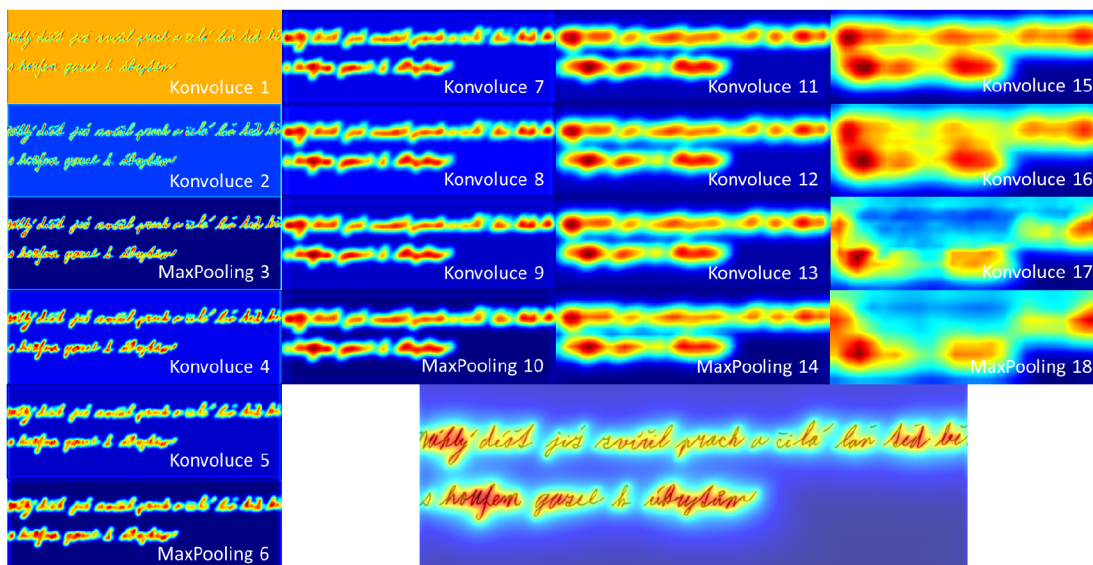 Konvoluce 1
Konvoluce 2
MaxPooling 3
Konvoluce 4
Konvoluce 5
MaxPooling 6
Konvoluce 7
Konvoluce 8
Konvoluce 9
MaxPooling 10
Konvoluce 11
Konvoluce 12
Konvoluce 13
MaxPooling 14
Konvoluce 15
Konvoluce 16
Konvoluce 17
MaxPooling 18
Náhlý déšť již zvířil prach a čilá laň teď bě
s houfem gazel k úkrytům